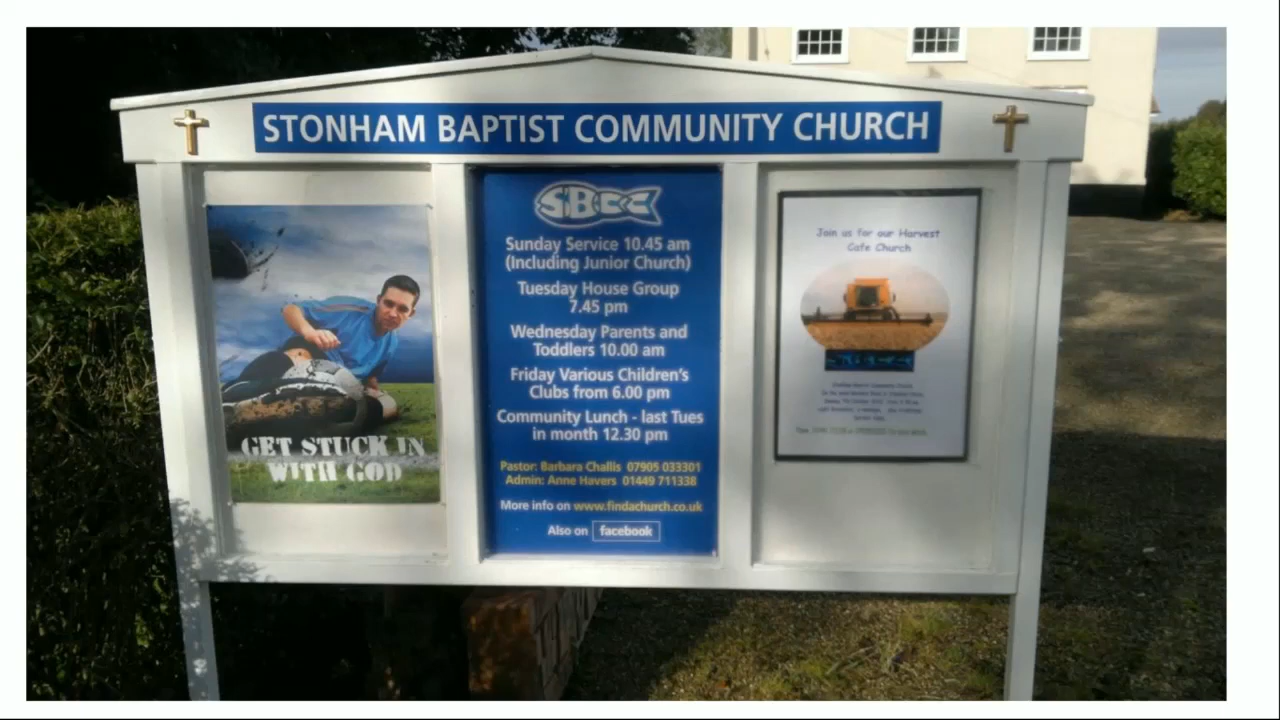 STONHAM BAPTIST COMMUNITY CHURCH
GET STUCK IN
WITH GOD
SBCC
Sunday Service 10.45 am
(Including Junior Church)
Tuesday House Group
7.45 pm
Wednesday Parents and
Toddlers 10.00 am
Friday Various Children's
Clubs from 6.00 pm
Community Lunch - last Tues
in month 12.30 pm
Pastor: Barbara Challis 07905 033301
Admin: Anne Havers 01449 711338
More info on www.findachurch.co.uk
Also on facebook
Join us for our Harvest
Cafe Church